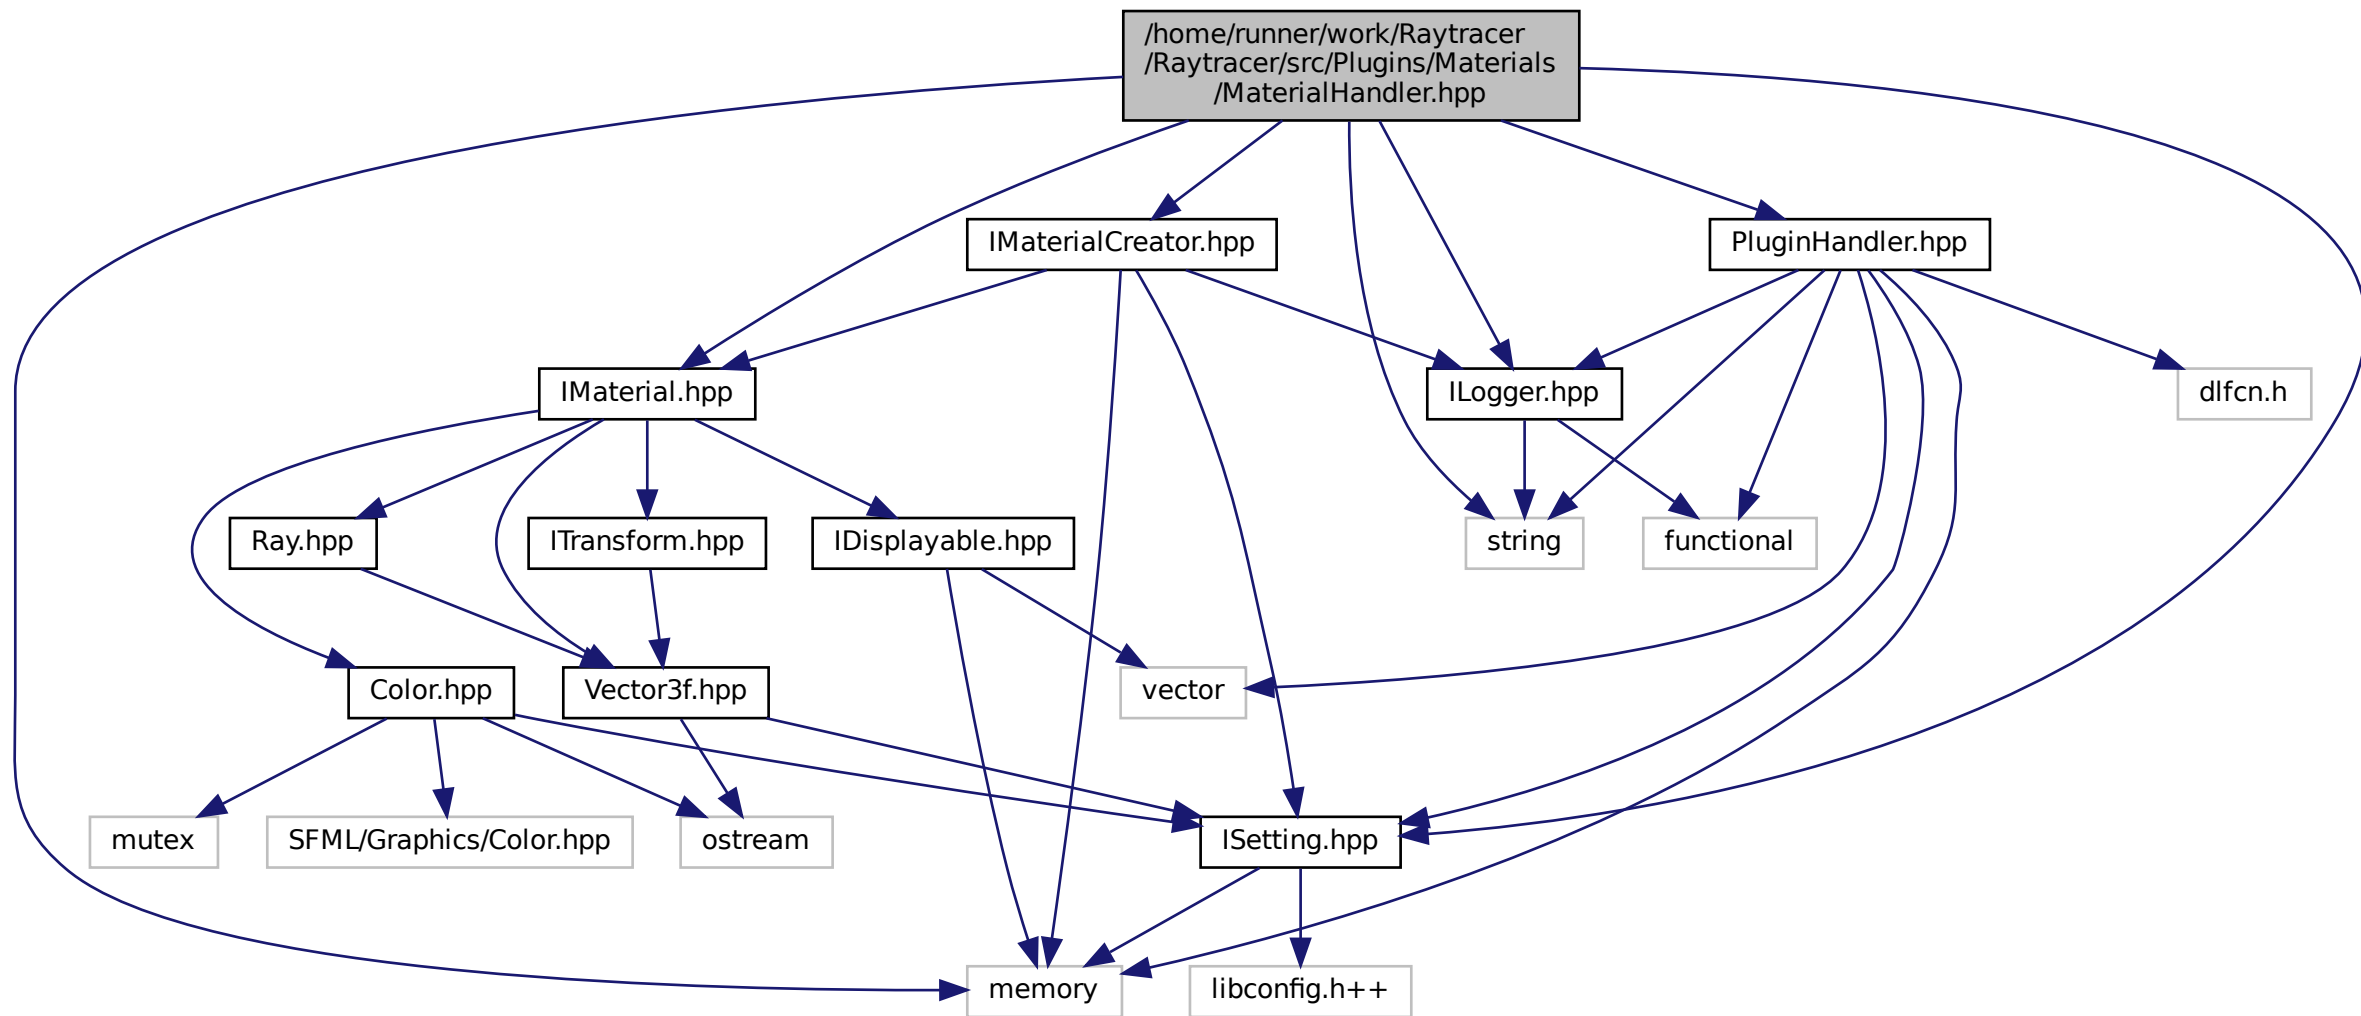 /home/runner/work/Raytracer
/Raytracer/src/Plugins/Materials
/MaterialHandler.hpp
IMaterialCreator.hpp
PluginHandler.hpp
IMaterial.hpp
ILogger.hpp
dlfcn.h
Ray.hpp
ITransform.hpp
IDisplayable.hpp
string
functional
Color.hpp
Vector3f.hpp
vector
mutex
SFML/Graphics/Color.hpp
ostream
ISetting.hpp
memory
libconfig.h++